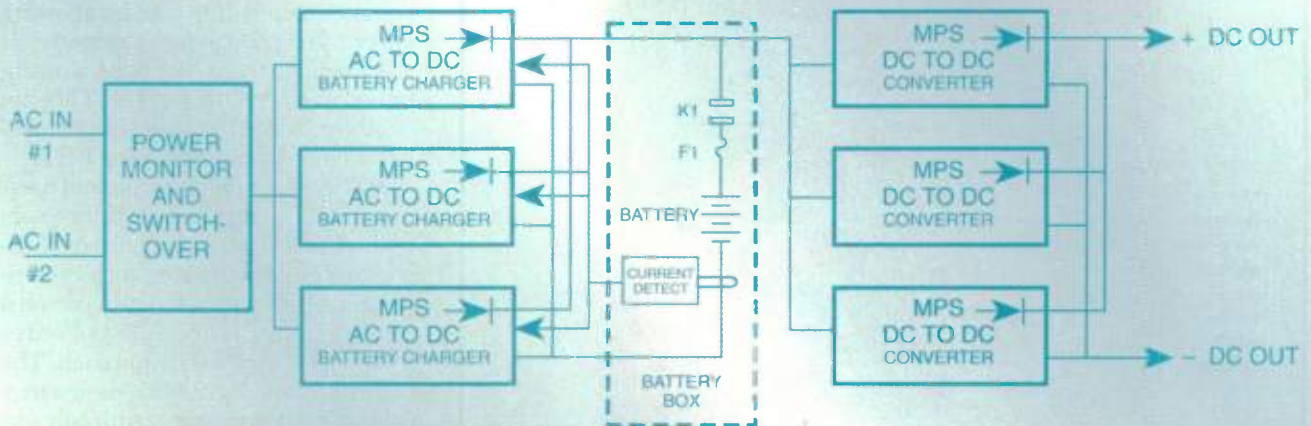 AC IN
#1
AC IN
#2
POWER
MONITOR
AND
SWITCH-
OVER
MPS
AC TO DC
BATTERY CHARGER
MPS
AC TO DC
BATTERY CHARGER
MPS
AC TO DC
BATTERY CHARGER
K1
F1
BATTERY
CURRENT
DETECT
BATTERY
BOX
MPS
DC TO DC
CONVERTER
MPS
DC TO DC
CONVERTER
MPS
DC TO DC
CONVERTER
+ DC OUT
− DC OUT